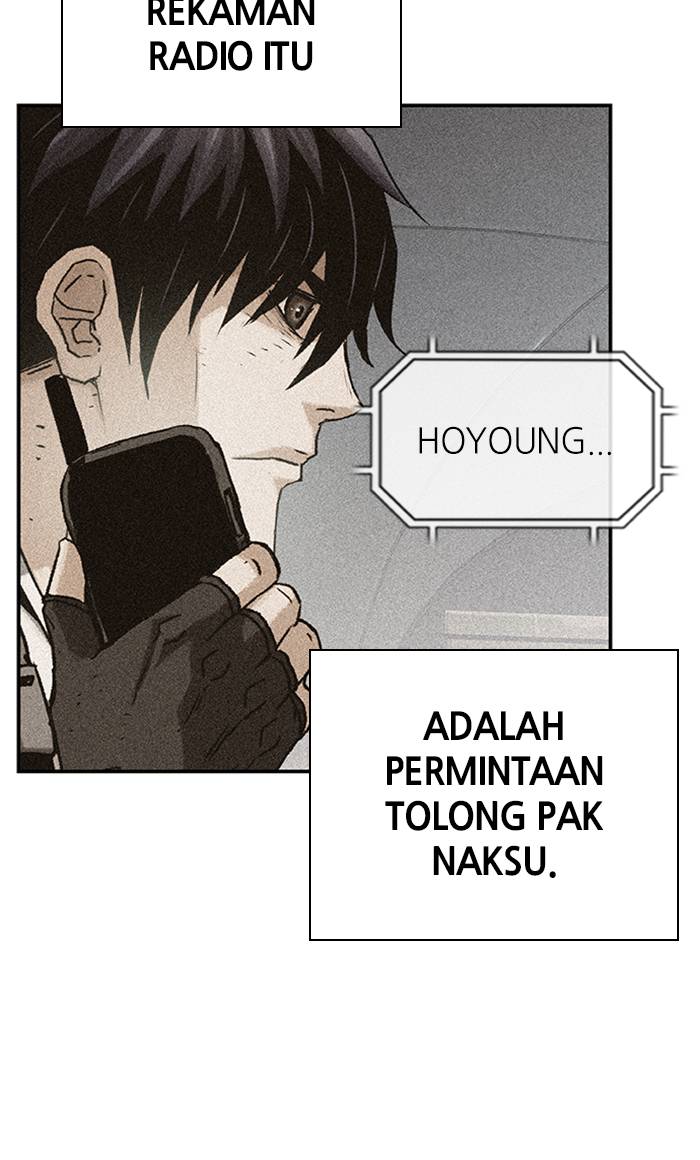 REKAMAN
RADIO ITU
HOYOUNG...
ADALAH
PERMINTAAN
TOLONG PAK
NAKSU.